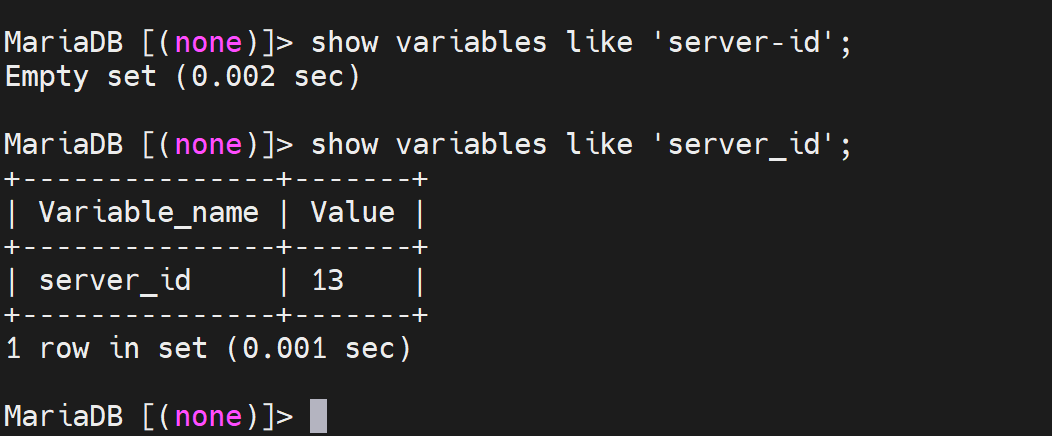 MariaDB [(none)]> show variables like 'server-id';
Empty set (0.002 sec)
MariaDB [(none)]> show variables like 'server_id';
+---------------+-------+
| Variable_name | Value |
+---------------+-------+
| server_id     | 13    |
+---------------+-------+
1 row in set (0.001 sec)
MariaDB [(none)]>